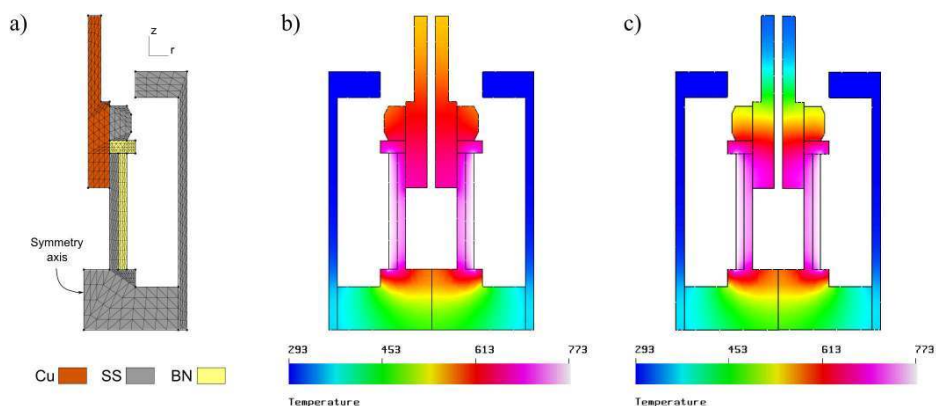 a)
z
r
Symmetry
axis
Cu
SS
BN
b)
293 453 613 773
Temperature
c)
293 453 613 773
Temperature